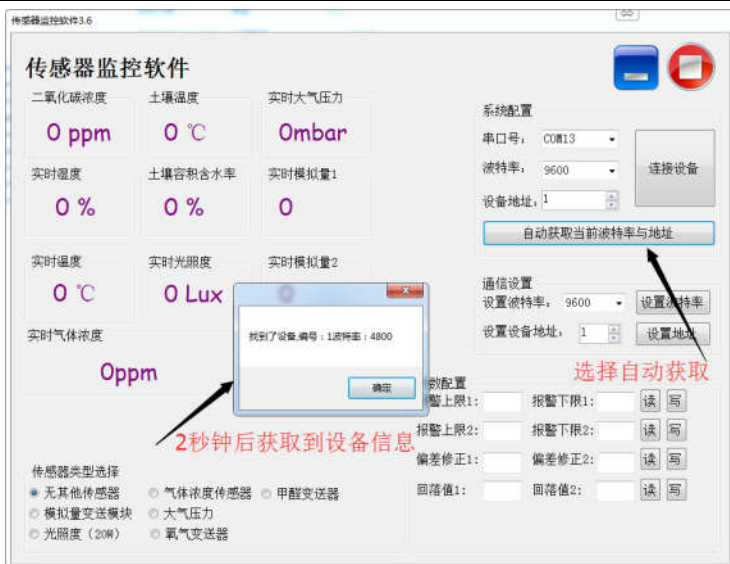 传感器监控软件3.6
传感器监控软件
二氧化碳浓度
0 ppm
土壤温度
0 ℃
实时大气压力
0mbar
实时湿度
0 %
土壤容积含水率
0 %
实时模拟量1
0
实时温度
0 ℃
实时光照度
0 Lux
实时模拟量2
0
实时气体浓度
0ppm
系统配置
串口号： COM13
波特率： 9600
设备地址： 1
连接设备
自动获取当前波特率与地址
通信设置
设置波特率： 9600 设置波特率
设置设备地址： 1 设置地址
选择自动获取
找到了设备,编号：1波特率：4800
确定
2秒钟后获取到设备信息
数配置
警上限1: 报警下限1: 读 写
报警上限2: 报警下限2: 读 写
偏差修正1: 偏差修正2: 读 写
回落值1: 回落值2: 读 写
传感器类型选择
无其他传感器 气体浓度传感器 甲醛变送器
模拟量变送模块 大气压力
光照度（20W） 氧气变送器